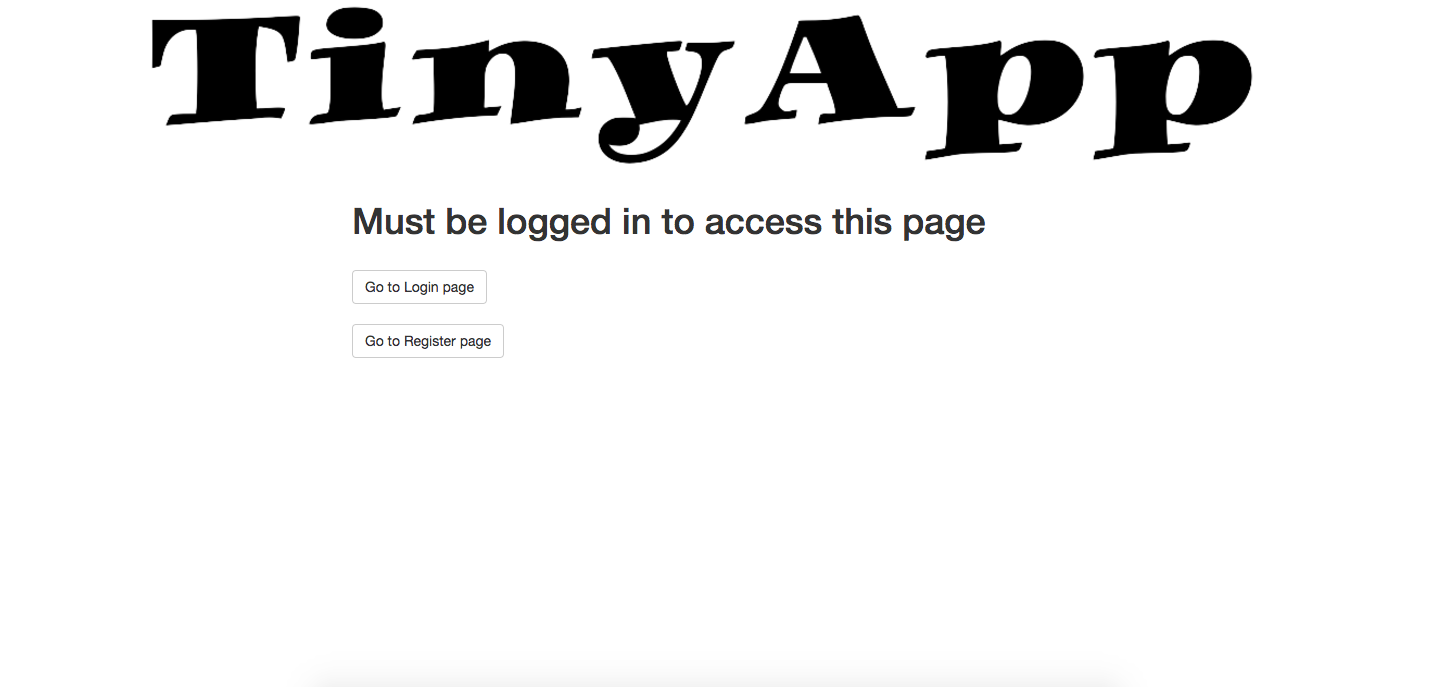 TinyApp
Must be logged in to access this page
Go to Login page
Go to Register page